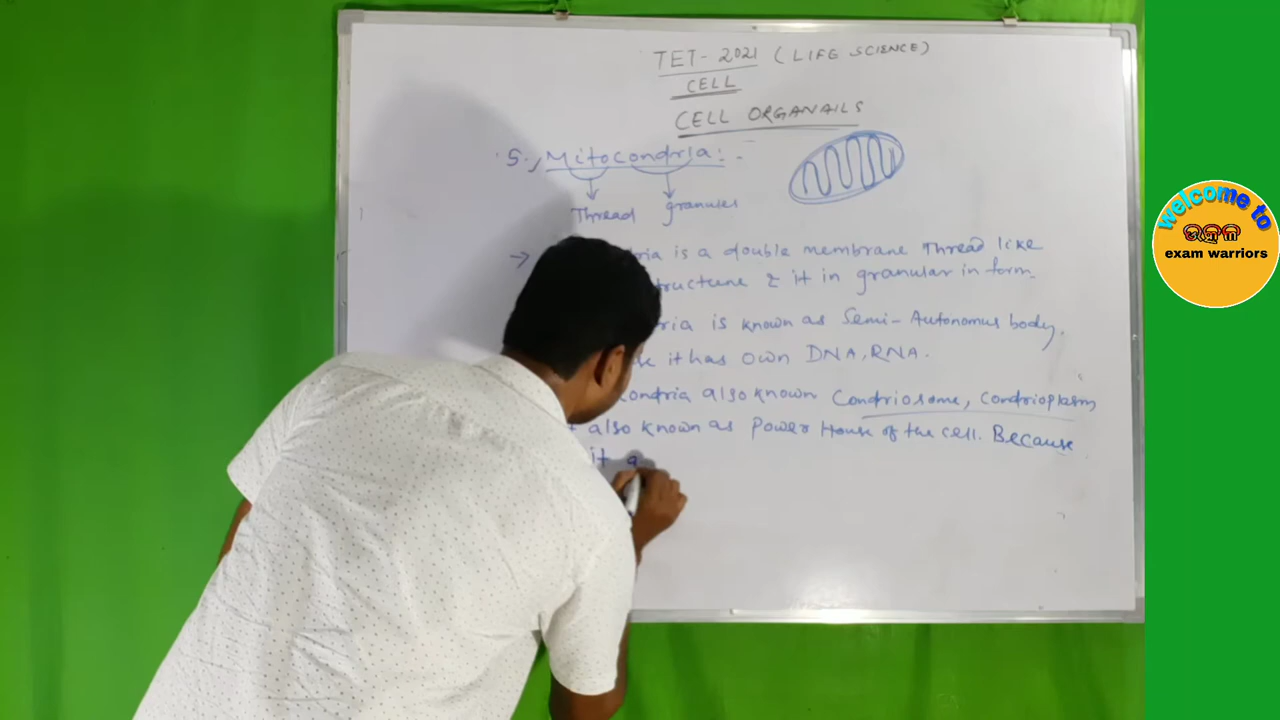 TET-2021 (LIFE SCIENCE)
CELL
CELL ORGANAILS
5., Mitocondria:-
Thread granules
→ ria is a double membrane Thread like
tructure & it in granular in form.
ria is known as Semi-Autonomus body.
it has own DNA, RNA.
condria also known Condriosome, Condrioplasm
also known as Power House of the cell. Because
it a
welcome to
exam warriors